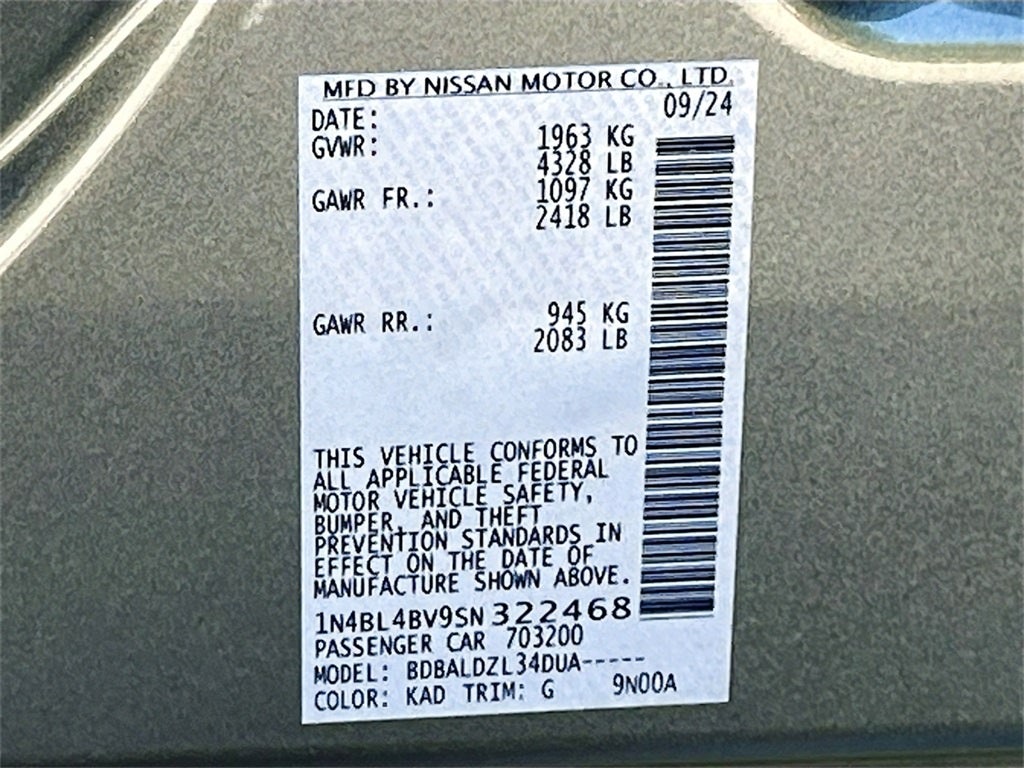 MFD BY NISSAN MOTOR CO., LTD.
DATE: 09/24
GVWR: 1963 KG
4328 LB
GAWR FR.: 1097 KG
2418 LB
GAWR RR.: 945 KG
2083 LB
THIS VEHICLE CONFORMS TO
ALL APPLICABLE FEDERAL
MOTOR VEHICLE SAFETY,
BUMPER, AND THEFT
PREVENTION STANDARDS IN
EFFECT ON THE DATE OF
MANUFACTURE SHOWN ABOVE.
1N4BL4BV9SN322468
PASSENGER CAR 703200
MODEL: BDBALDZL34DUA-----
COLOR: KAD TRIM: G 9N00A